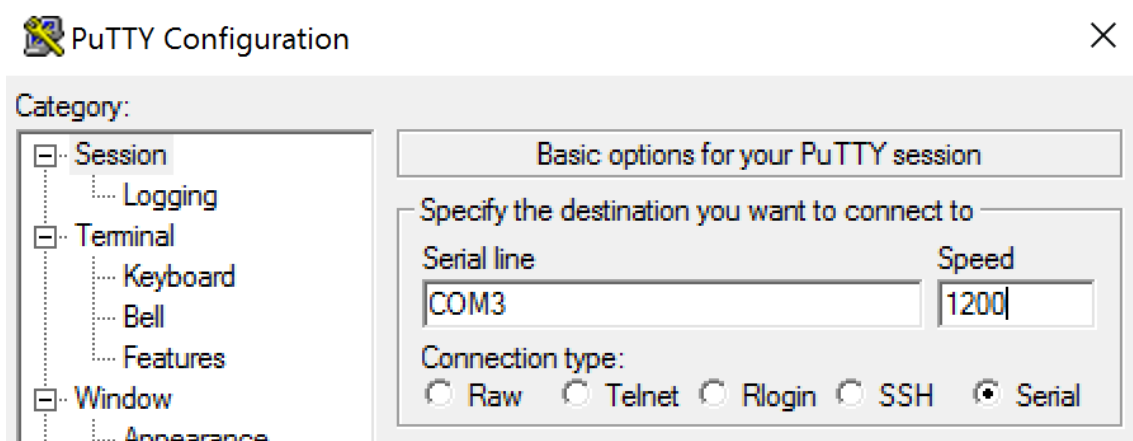 PuTTY Configuration
Category:
Session
Logging
Terminal
Keyboard
Bell
Features
Window
Appearance
Basic options for your PuTTY session
Specify the destination you want to connect to
Serial line Speed
COM3 1200
Connection type:
Raw Telnet Rlogin SSH Serial